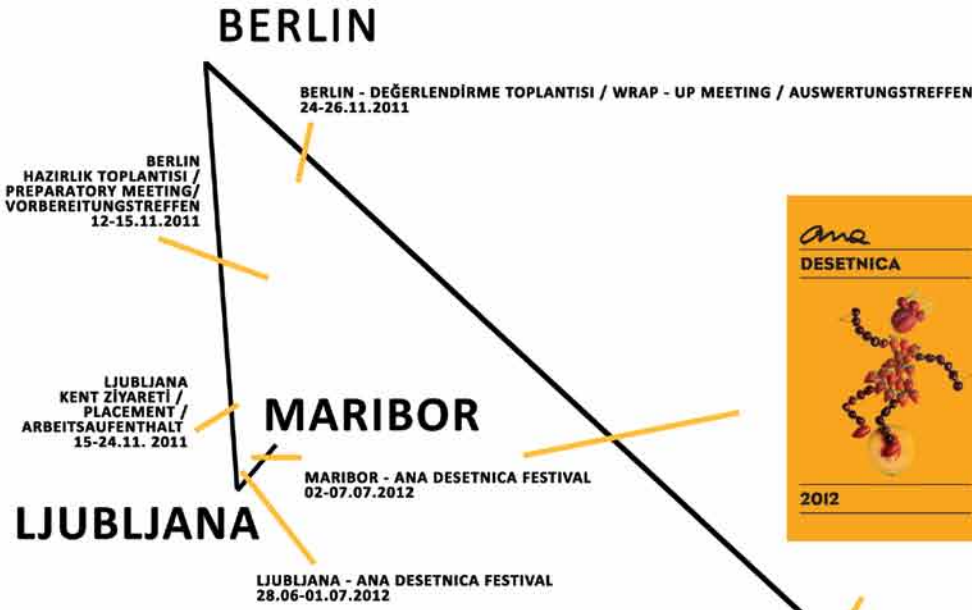 BERLIN
BERLIN - DEĞERLENDİRME TOPLANTISI / WRAP - UP MEETING / AUSWERTUNGSTREFFEN
24-26.11.2011
BERLIN
HAZIRLIK TOPLANTISI /
PREPARATORY MEETING/
VORBEREITUNGSTREFFEN
12-15.11.2011
ana
DESETNICA
2012
LJUBLJANA
KENT ZİYARETİ /
PLACEMENT /
ARBEITSAUFENTHALT
15-24.11. 2011
MARIBOR
MARIBOR - ANA DESETNICA FESTIVAL
02-07.07.2012
LJUBLJANA
LJUBLJANA - ANA DESETNICA FESTIVAL
28.06-01.07.2012